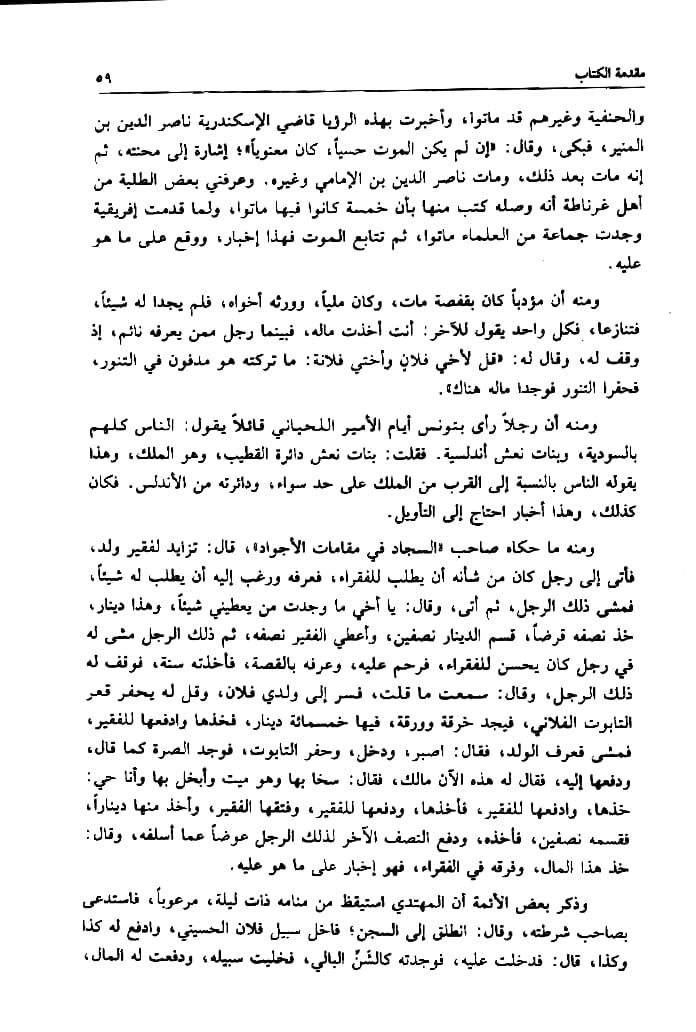 مقدمة الكتاب ٥٩
والحنفية وغيرهم قد ماتوا، وأخبرت بهذه الرؤيا قاضي الإسكندرية ناصر الدين بن
المنير، فبكى، وقال: «إن لم يكن الموت حسياً، كان معنوياً»؛ إشارة إلى محنته، ثم
إنه مات بعد ذلك، ومات ناصر الدين بن الإمامي وغيره. وعرفني بعض الطلبة من
أهل غرناطة أنه وصله كتب منها بأن خمسة كانوا فيها ماتوا، ولما قدمت إفريقية
وجدت جماعة من العلماء ماتوا، ثم تتابع الموت فهذا إخبار، ووقع على ما هو
عليه.
ومنه أن مؤدباً كان بقفصة مات، وكان ملياً، وورثه أخواه، فلم يجدا له شيئاً،
فتنازعا، فكل واحد يقول للآخر: أنت أخذت ماله، فبينما رجل ممن يعرفه نائم، إذ
وقف له، وقال له: «قل لأخي فلان وأختي فلانة: ما تركته هو مدفون في التنور،
فحفرا التنور فوجدا ماله هناك».
ومنه أن رجلاً رأى بتونس أيام الأمير اللحياني قائلاً يقول: الناس كلهم
بالسودية، وبنات نعش أندلسية. فقلت: بنات نعش دائرة القطيب، وهو الملك، وهذا
يقوله الناس بالنسبة إلى القرب من الملك على حد سواء، ودائرته من الأندلس. فكان
كذلك، وهذا أخبار احتاج إلى التأويل.
ومنه ما حكاه صاحب «السجاد في مقامات الأجواد»، قال: تزايد لفقير ولد،
فأتى إلى رجل كان من شأنه أن يطلب للفقراء، فعرفه ورغب إليه أن يطلب له شيئاً،
فمشى ذلك الرجل، ثم أتى، وقال: يا أخي ما وجدت من يعطيني شيئاً، وهذا دينار،
خذ نصفه قرضاً، قسم الدينار نصفين، وأعطي الفقير نصفه، ثم ذلك الرجل مشى له
في رجل كان يحسن للفقراء، فرحم عليه، وعرفه بالقصة، فأخذته سنة، فوقف له
ذلك الرجل، وقال: سمعت ما قلت، فسر إلى ولدي فلان، وقل له يحفر قعر
التابوت الفلاني، فيجد خرقة وورقة، فيها خمسمائة دينار، فخذها وادفعها للفقير،
فمشى فعرف الولد، فقال: اصبر، ودخل، وحفر التابوت، فوجد الصرة كما قال،
ودفعها إليه، فقال له هذه الآن مالك، فقال: سخا بها وهو ميت وأبخل بها وأنا حي:
خذها، وادفعها للفقير، فأخذها، ودفعها للفقير، وفتقها الفقير، وأخذ منها ديناراً،
فقسمه نصفين، فأخذه، ودفع النصف الآخر لذلك الرجل عوضاً عما أسلفه، وقال:
خذ هذا المال، وفرقه في الفقراء، فهو إخبار على ما هو عليه.
وذكر بعض الأئمة أن المهتدي استيقظ من منامه ذات ليلة، مرعوباً، فاستدعى
بصاحب شرطته، وقال: انطلق إلى السجن؛ فاخل سبيل فلان الحسيني، وادفع له كذا
وكذا، قال: فدخلت عليه، فوجدته كالشنّ البالي، فخليت سبيله، ودفعت له المال،